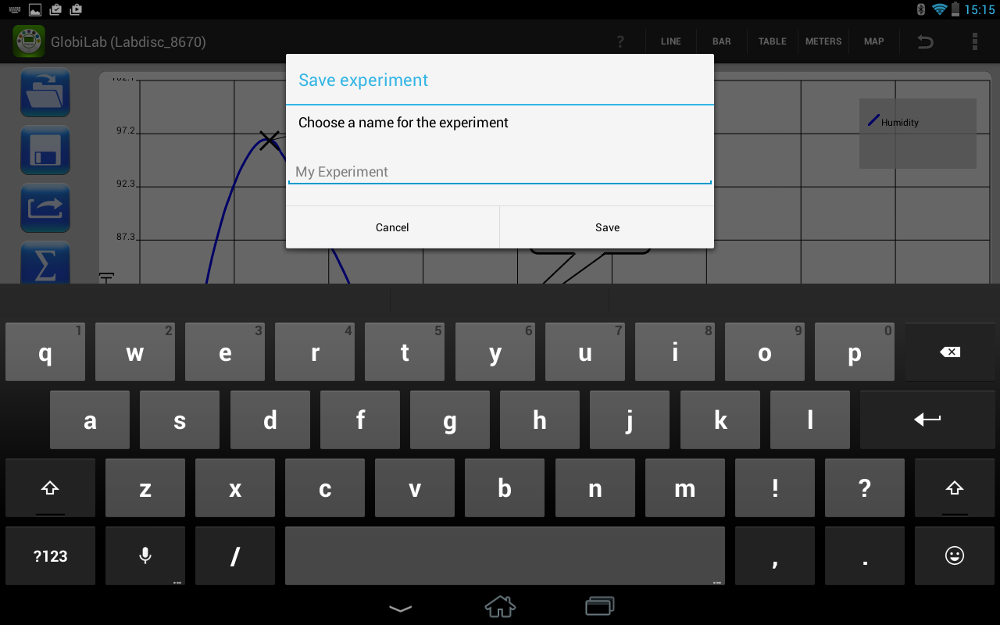 15:15
GlobiLab (Labdisc_8670)
? LINE BAR TABLE METERS MAP
Save experiment
Choose a name for the experiment
My Experiment
Cancel Save
102.1
97.2
92.3
87.3
Humidity
Σ
1 2 3 4 5 6 7 8 9 0
q w e r t y u i o p
a s d f g h j k l
z x c v b n m ! ?
?123 / , .